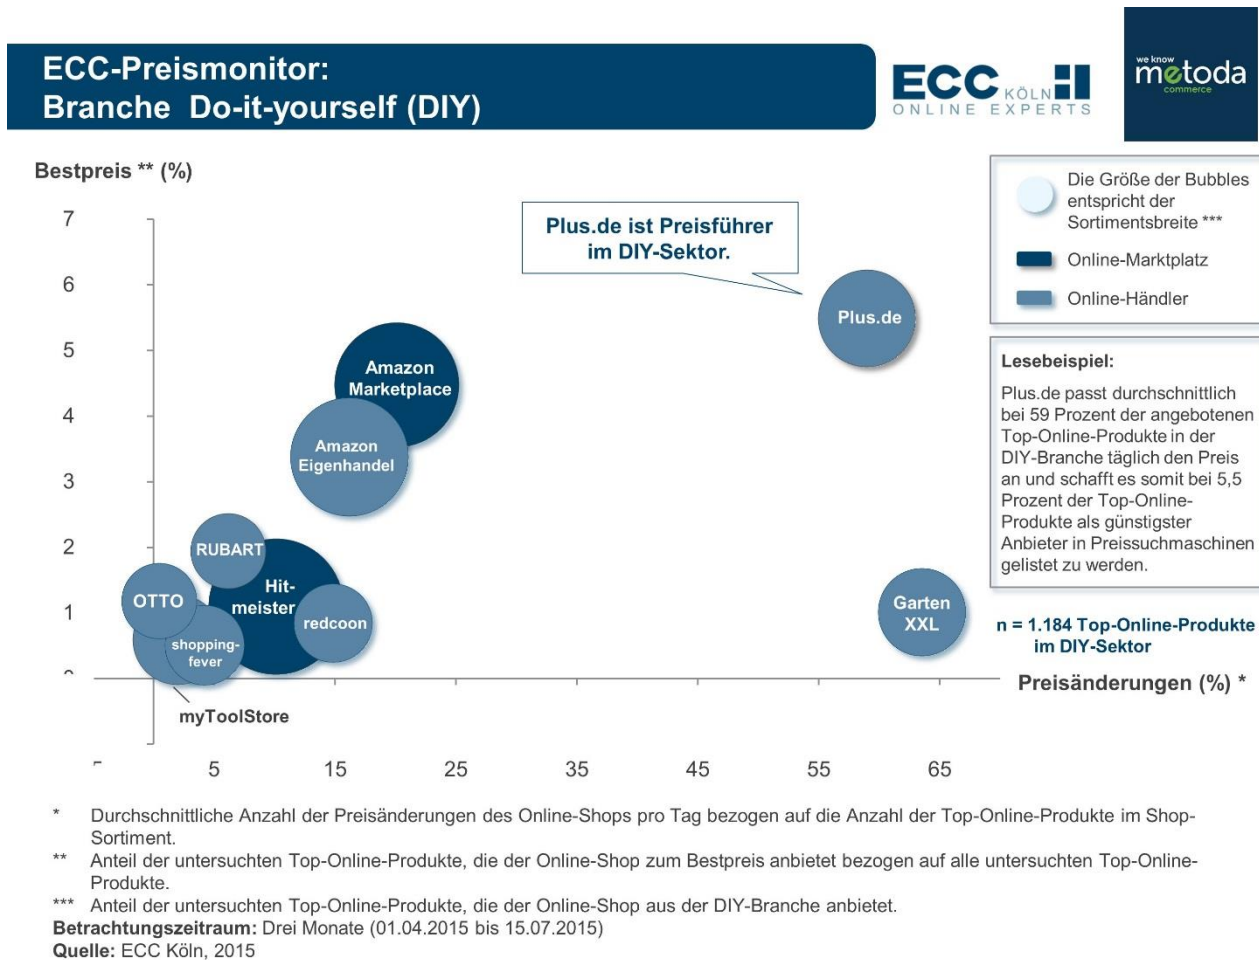 ECC-Preismonitor:
Branche Do-it-yourself (DIY)
ECC KÖLN
ONLINE EXPERTS
we know
metoda
commerce
Bestpreis ** (%)
7
6
5
4
3
2
1
Plus.de ist Preisführer
im DIY-Sektor.
Plus.de
Amazon
Marketplace
Amazon
Eigenhandel
RUBART
Hit-
meister
OTTO
shopping-
fever
redcoon
Garten
XXL
myToolStore
Die Größe der Bubbles
entspricht der
Sortimentsbreite ***
Online-Marktplatz
Online-Händler
Lesebeispiel:
Plus.de passt durchschnittlich
bei 59 Prozent der angebotenen
Top-Online-Produkte in der
DIY-Branche täglich den Preis
an und schafft es somit bei 5,5
Prozent der Top-Online-
Produkte als günstigster
Anbieter in Preissuchmaschinen
gelistet zu werden.
n = 1.184 Top-Online-Produkte
im DIY-Sektor
Preisänderungen (%) *
5 15 25 35 45 55 65
* Durchschnittliche Anzahl der Preisänderungen des Online-Shops pro Tag bezogen auf die Anzahl der Top-Online-Produkte im Shop-
Sortiment.
** Anteil der untersuchten Top-Online-Produkte, die der Online-Shop zum Bestpreis anbietet bezogen auf alle untersuchten Top-Online-
Produkte.
*** Anteil der untersuchten Top-Online-Produkte, die der Online-Shop aus der DIY-Branche anbietet.
Betrachtungszeitraum: Drei Monate (01.04.2015 bis 15.07.2015)
Quelle: ECC Köln, 2015